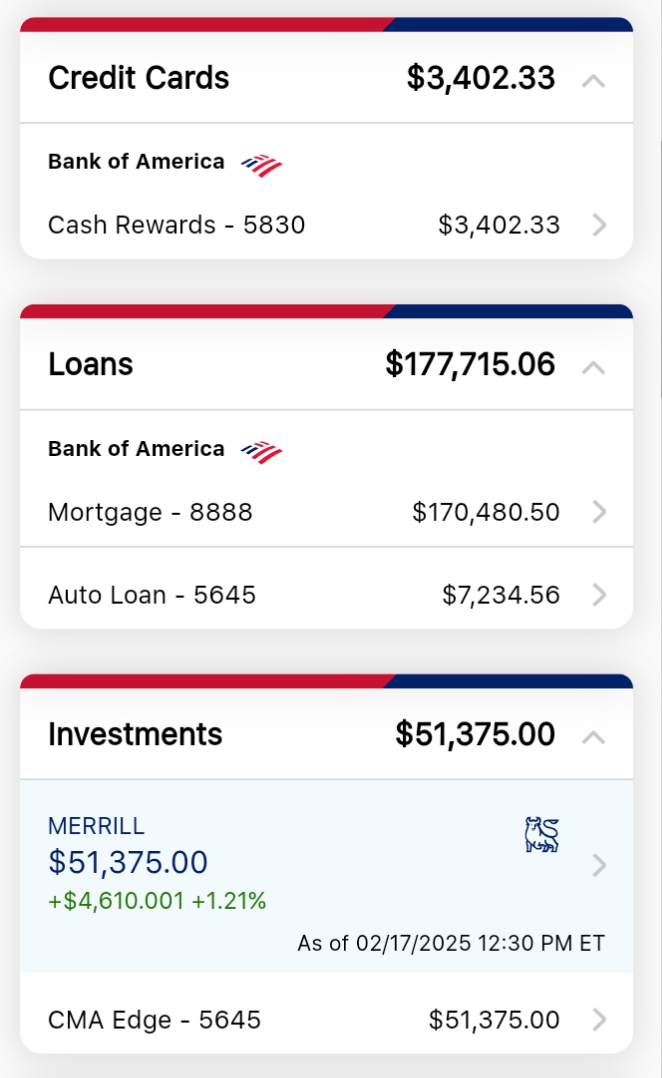 Credit Cards $3,402.33
Bank of America
Cash Rewards - 5830 $3,402.33
Loans $177,715.06
Bank of America
Mortgage - 8888 $170,480.50
Auto Loan - 5645 $7,234.56
Investments $51,375.00
MERRILL
$51,375.00
+$4,610.001 +1.21%
As of 02/17/2025 12:30 PM ET
CMA Edge - 5645 $51,375.00